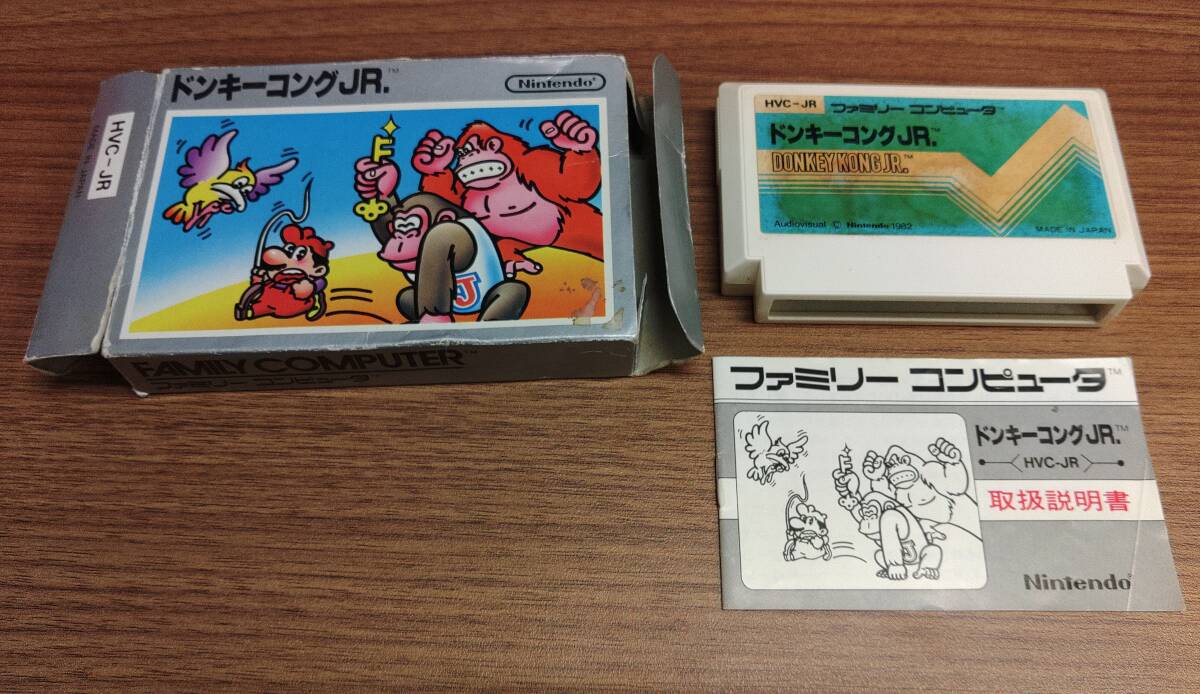 ドンキーコングJR.™
Nintendo®
HVC-JR
MADE IN JAPAN
J
FAMILY COMPUTER™
ファミリー コンピュータ
HVC-JR ファミリー コンピュータ™
ドンキーコングJR.™
DONKEY KONG JR.™
Audiovisual © Nintendo 1982
MADE IN JAPAN
ファミリー コンピュータ™
ドンキーコングJR.™
HVC-JR
取扱説明書
J
Nintendo®